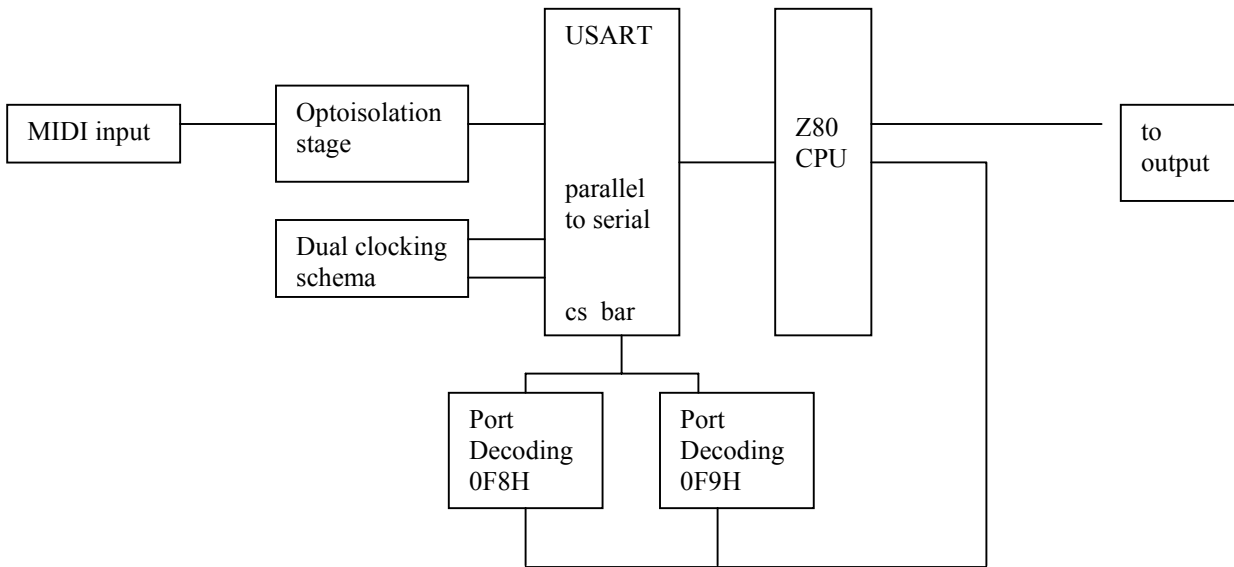 USART
MIDI input
Optoisolation
stage
Z80
CPU
to
output
parallel
to serial
Dual clocking
schema
cs bar
Port
Decoding
0F8H
Port
Decoding
0F9H